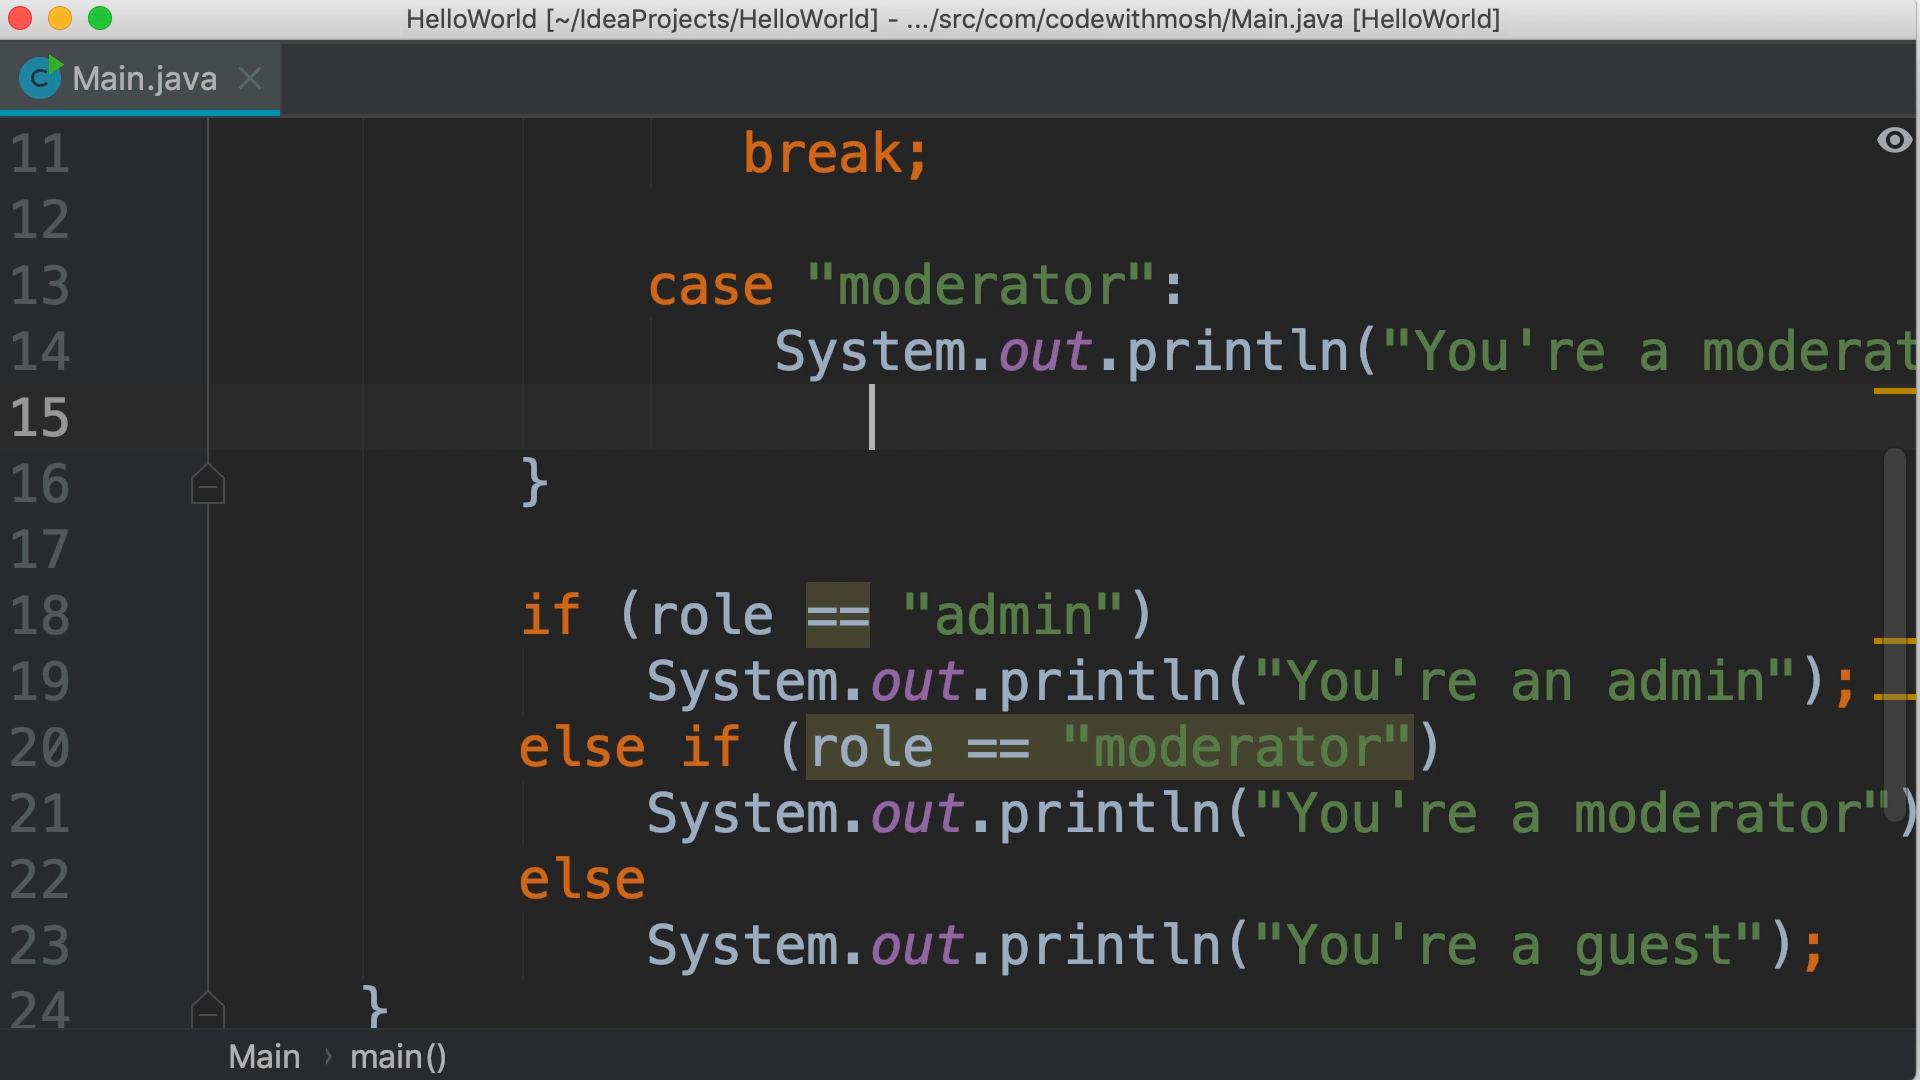 HelloWorld [~/IdeaProjects/HelloWorld] - .../src/com/codewithmosh/Main.java [HelloWorld]
C Main.java
11 break;
12
13 case "moderator":
14 System.out.println("You're a moderat
15
16 }
17
18 if (role == "admin")
19 System.out.println("You're an admin");
20 else if (role == "moderator")
21 System.out.println("You're a moderator")
22 else
23 System.out.println("You're a guest");
24 }
Main › main()